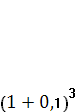 (1 + 0,1)³